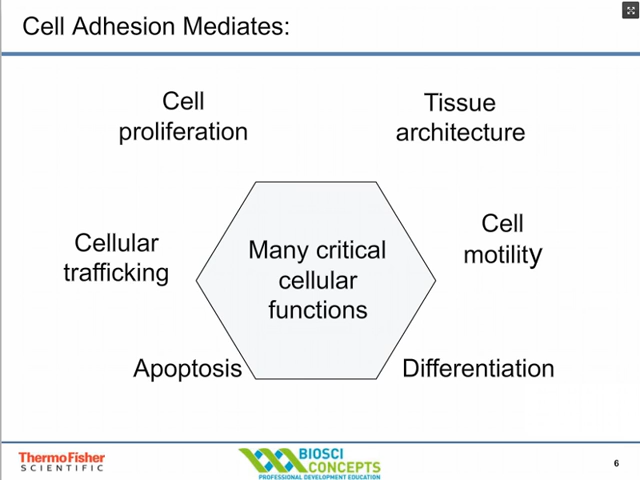 Cell Adhesion Mediates:
Cell
proliferation
Tissue
architecture
Cellular
trafficking
Many critical
cellular
functions
Cell
motility
Apoptosis
Differentiation
ThermoFisher
SCIENTIFIC
BIOSCI
CONCEPTS
PROFESSIONAL DEVELOPMENT EDUCATION
6